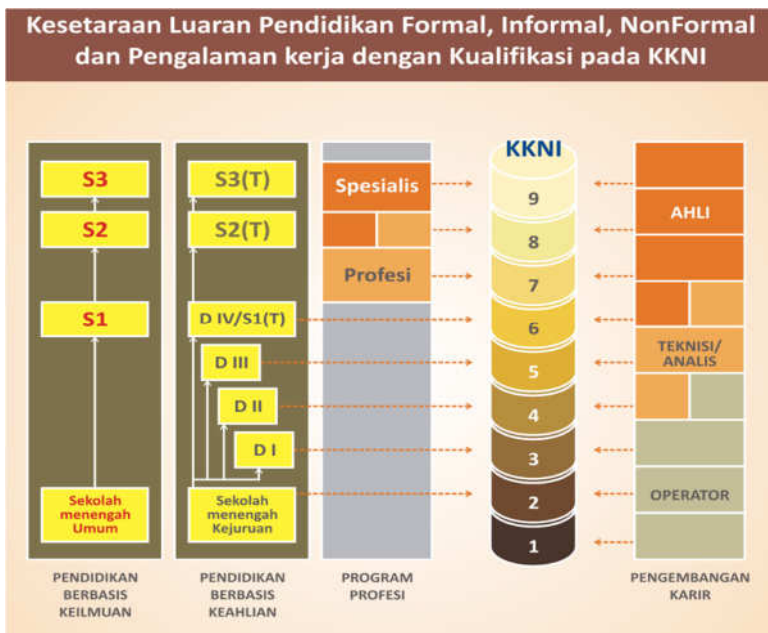 Kesetaraan Luaran Pendidikan Formal, Informal, NonFormal
dan Pengalaman kerja dengan Kualifikasi pada KKNI
S3
S2
S1
Sekolah
menengah
Umum
PENDIDIKAN
BERBASIS
KEILMUAN
S3(T)
S2(T)
D IV/S1(T)
D III
D II
D I
Sekolah
menengah
Kejuruan
PENDIDIKAN
BERBASIS
KEAHLIAN
Spesialis
Profesi
PROGRAM
PROFESI
KKNI
9
8
7
6
5
4
3
2
1
AHLI
TEKNISI/
ANALIS
OPERATOR
PENGEMBANGAN
KARIR